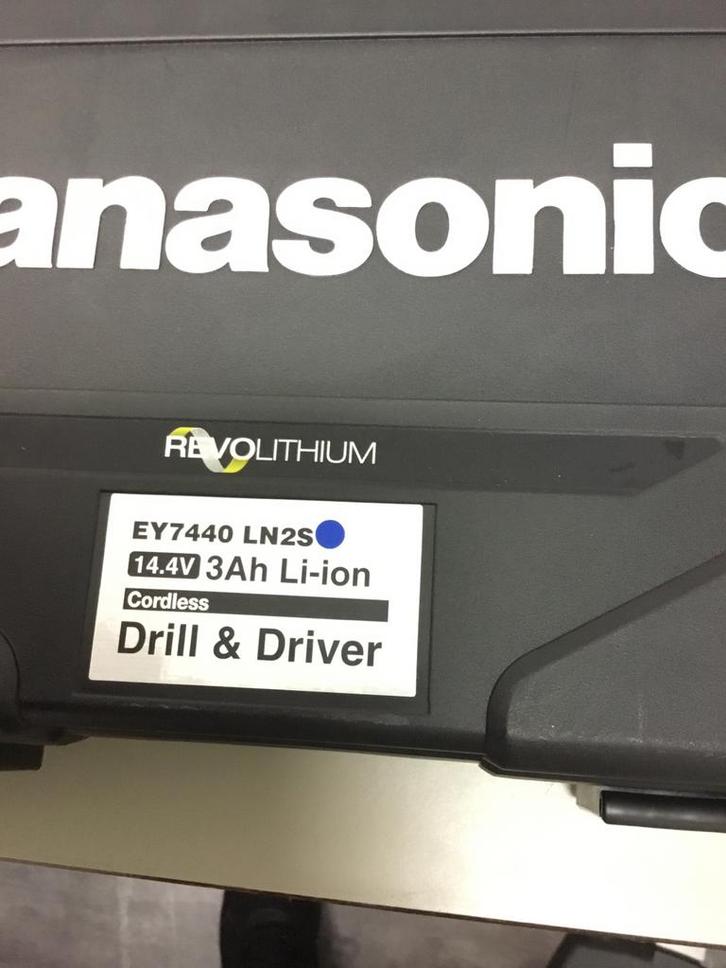 anasonic
REVOLITHIUM
EY7440 LN2S
14.4V 3Ah Li-ion
Cordless
Drill & Driver